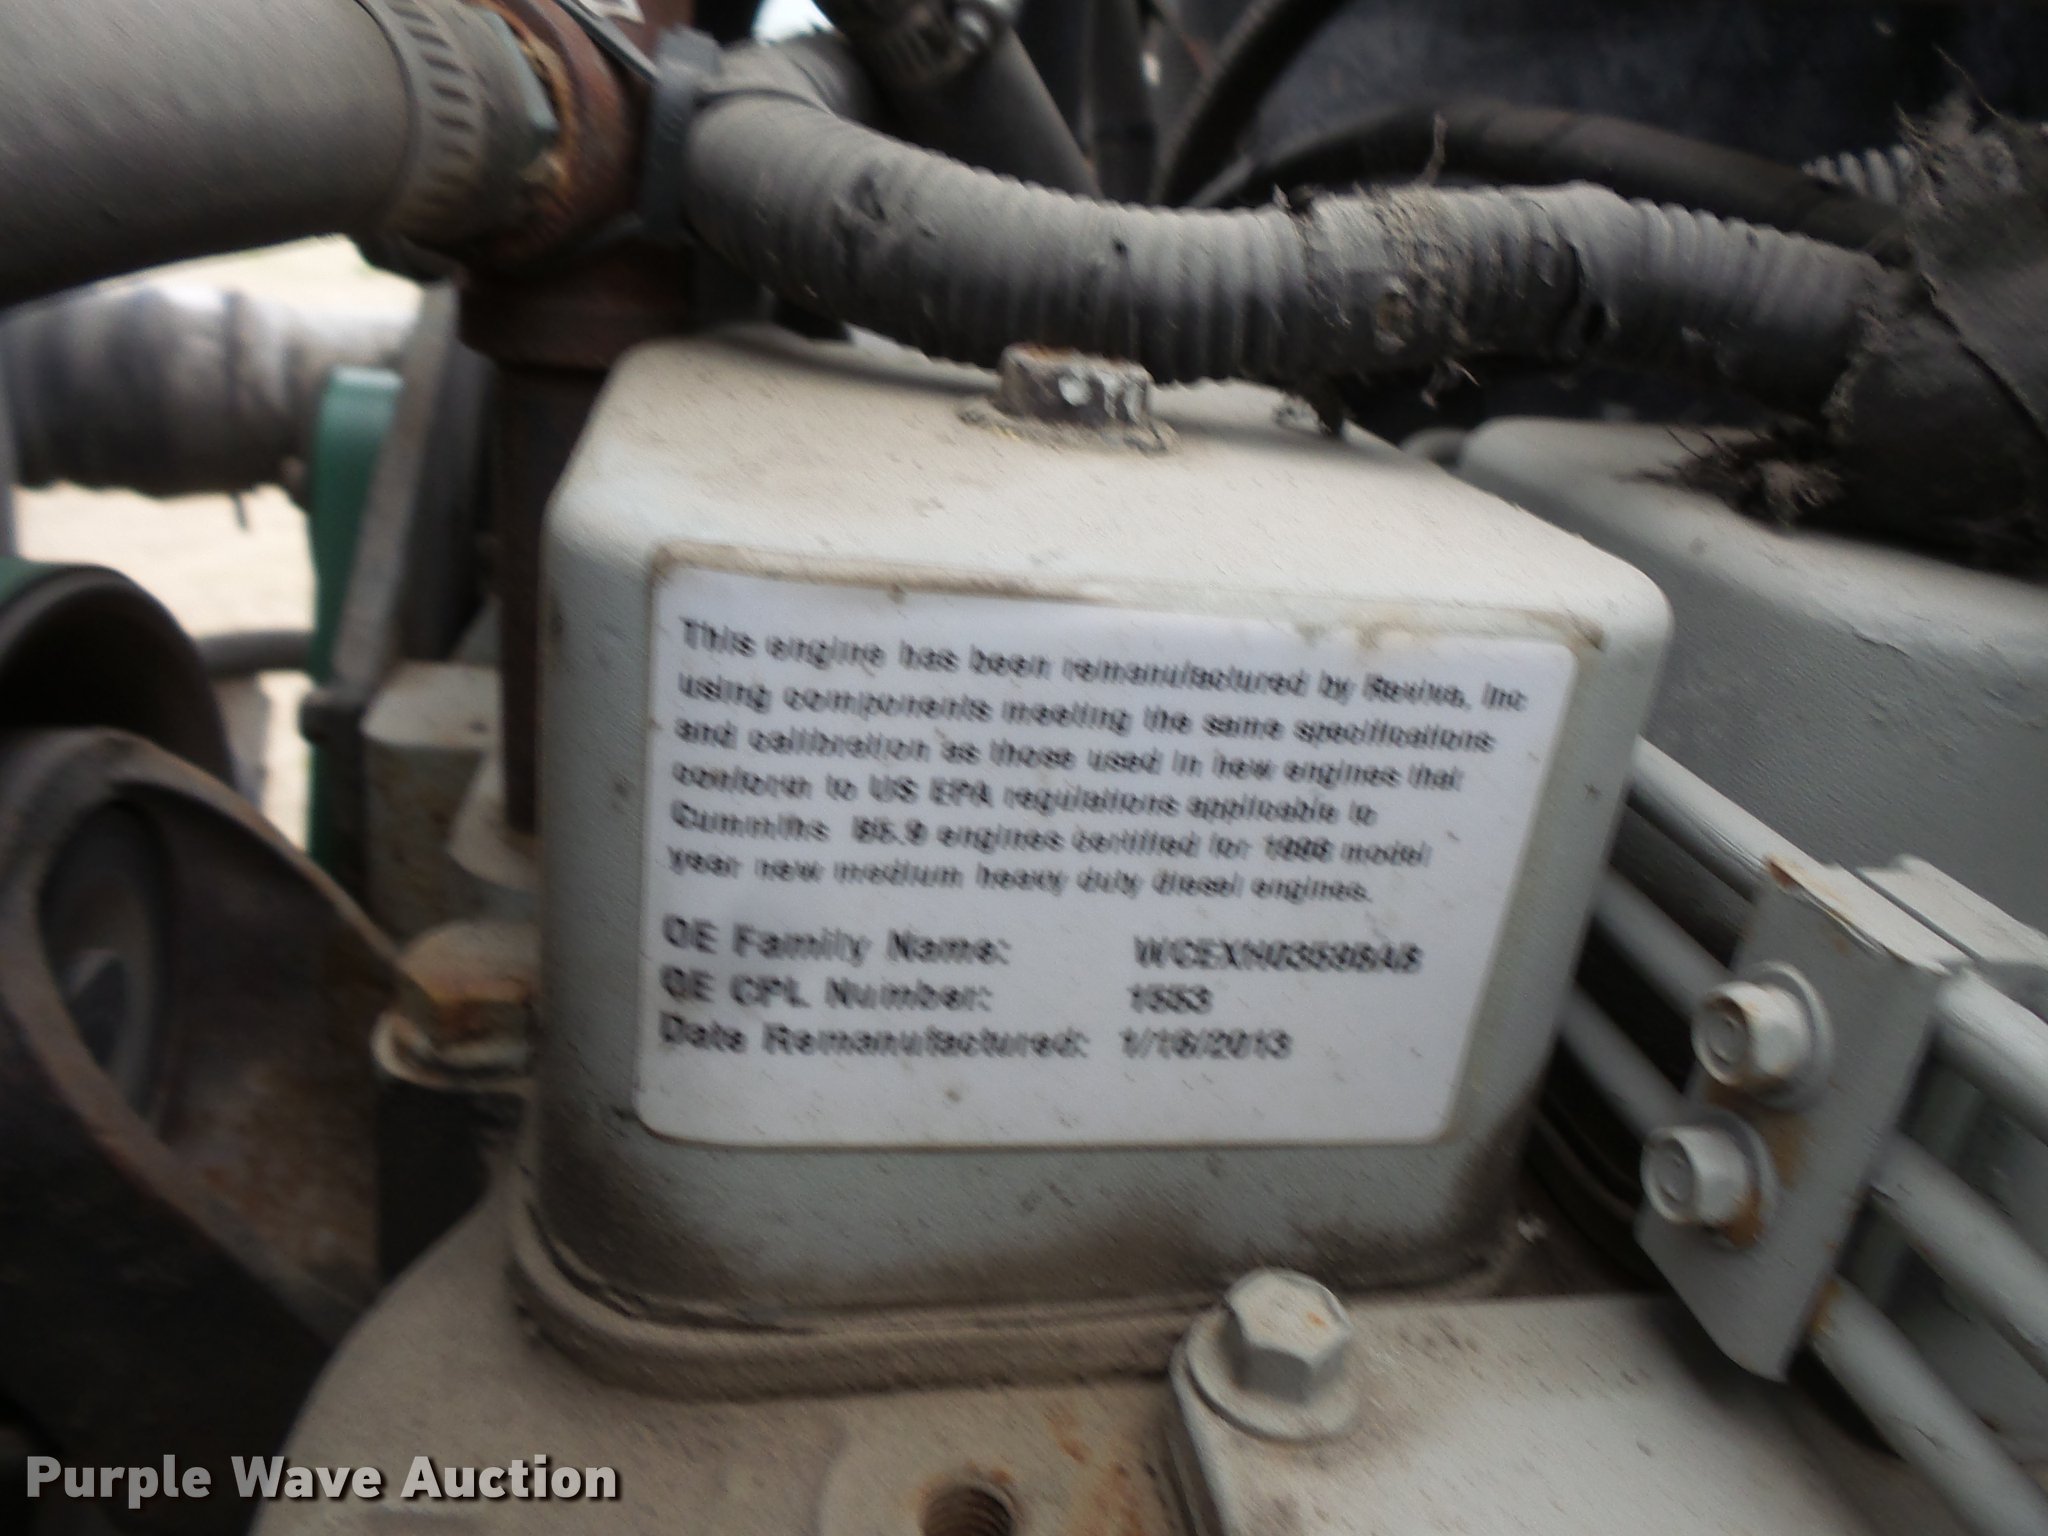 This engine has been remanufactured by Reviva, Inc
using components meeting the same specifications
and calibration as those used in new engines that
conform to US EPA regulations applicable to
Cummins B5.9 engines certified for 1998 model
year new medium heavy duty diesel engines.
OE Family Name:
OE CPL Number: 1553
Date Remanufactured: 1/16/2013
Purple Wave Auction